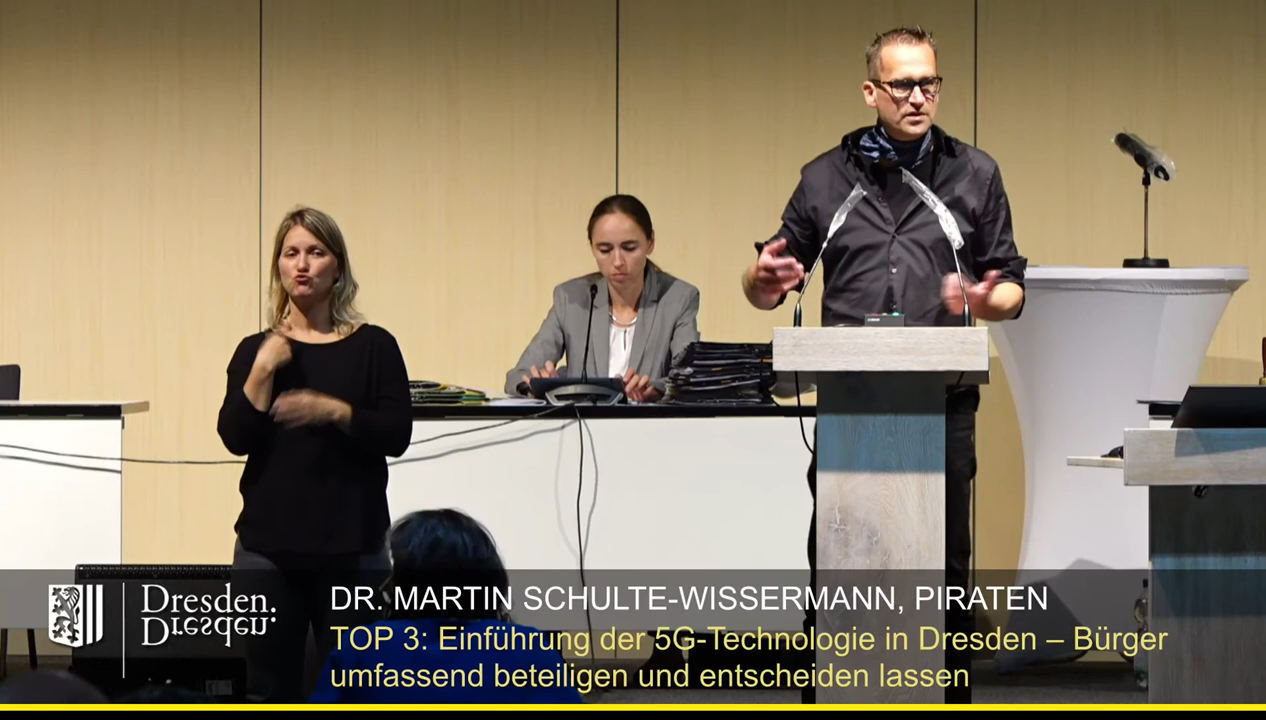 Dresden.
Dresden.
DR. MARTIN SCHULTE-WISSERMANN, PIRATEN
TOP 3: Einführung der 5G-Technologie in Dresden – Bürger
umfassend beteiligen und entscheiden lassen